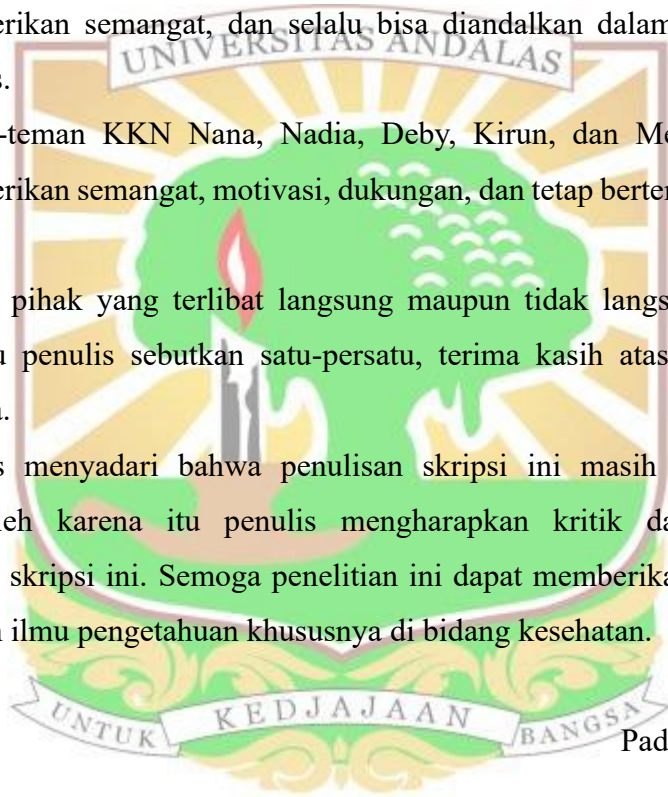 erikan semangat, dan selalu bisa diandalkan dalam
UNIVERSITAS ANDALAS
s.
-teman KKN Nana, Nadia, Deby, Kirun, dan Me
erikan semangat, motivasi, dukungan, dan tetap berter
pihak yang terlibat langsung maupun tidak langs
u penulis sebutkan satu-persatu, terima kasih atas
a.
s menyadari bahwa penulisan skripsi ini masih
leh karena itu penulis mengharapkan kritik da
skripsi ini. Semoga penelitian ini dapat memberika
n ilmu pengetahuan khususnya di bidang kesehatan.
UNTUK KEDJAJAAN BANGSA
Pad